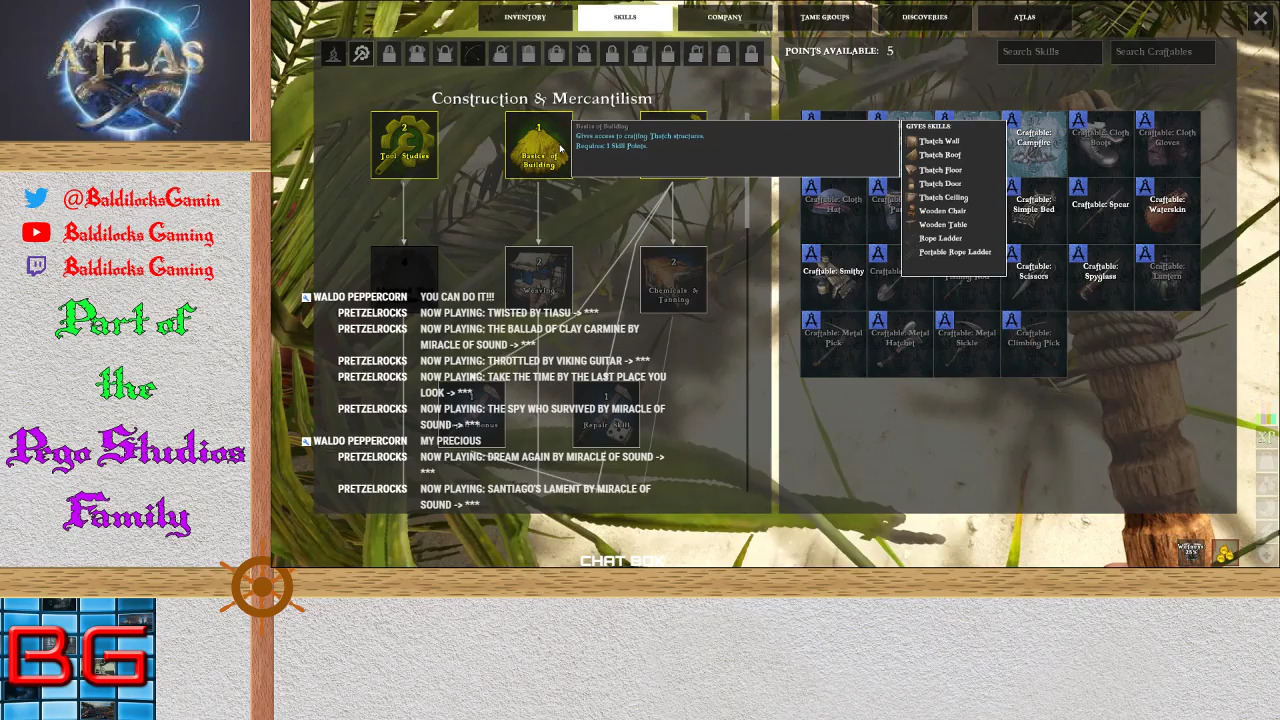 ATLAS
@BaldilocksGamin
Baldilocks Gaming
Baldilocks Gaming
Part of
the
Pego Studios
Family
BG
INVENTORY
SKILLS
COMPANY
TAME GROUPS
DISCOVERIES
ATLAS
POINTS AVAILABLE: 5
Search Skills
Search Craftables
Construction & Mercantilism
2
Tool Studies
1
Basics of
Building
Basics of Building
Gives access to crafting Thatch structures.
Requires: 1 Skill Points.
GIVES SKILLS:
Thatch Wall
Thatch Roof
Thatch Floor
Thatch Door
Thatch Ceiling
Wooden Chair
Wooden Table
Rope Ladder
Portable Rope Ladder
Craftable:
Campfire
Craftable: Cloth
Boots
Craftable: Cloth
Gloves
Craftable: Cloth
Hat
Craftable:
Simple Bed
Craftable: Spear
Craftable:
Waterskin
Craftable: Smithy
Craftable:
Scissors
Craftable:
Spyglass
Craftable:
Lantern
Craftable: Metal
Pick
Craftable: Metal
Hatchet
Craftable: Metal
Sickle
Craftable:
Climbing Pick
4
2
Weaving
2
Chemicals &
Tanning
1
Repair Skill
WALDO PEPPERCORN YOU CAN DO IT!!!
PRETZELROCKS NOW PLAYING: TWISTED BY TIASU -> ***
PRETZELROCKS NOW PLAYING: THE BALLAD OF CLAY CARMINE BY
MIRACLE OF SOUND -> ***
PRETZELROCKS NOW PLAYING: THROTTLED BY VIKING GUITAR -> ***
PRETZELROCKS NOW PLAYING: TAKE THE TIME BY THE LAST PLACE YOU
LOOK -> ***
PRETZELROCKS NOW PLAYING: THE SPY WHO SURVIVED BY MIRACLE OF
SOUND -> ***
WALDO PEPPERCORN MY PRECIOUS
PRETZELROCKS NOW PLAYING: DREAM AGAIN BY MIRACLE OF SOUND ->
***
PRETZELROCKS NOW PLAYING: SANTIAGO'S LAMENT BY MIRACLE OF
SOUND -> ***
CHAT BOX
XP